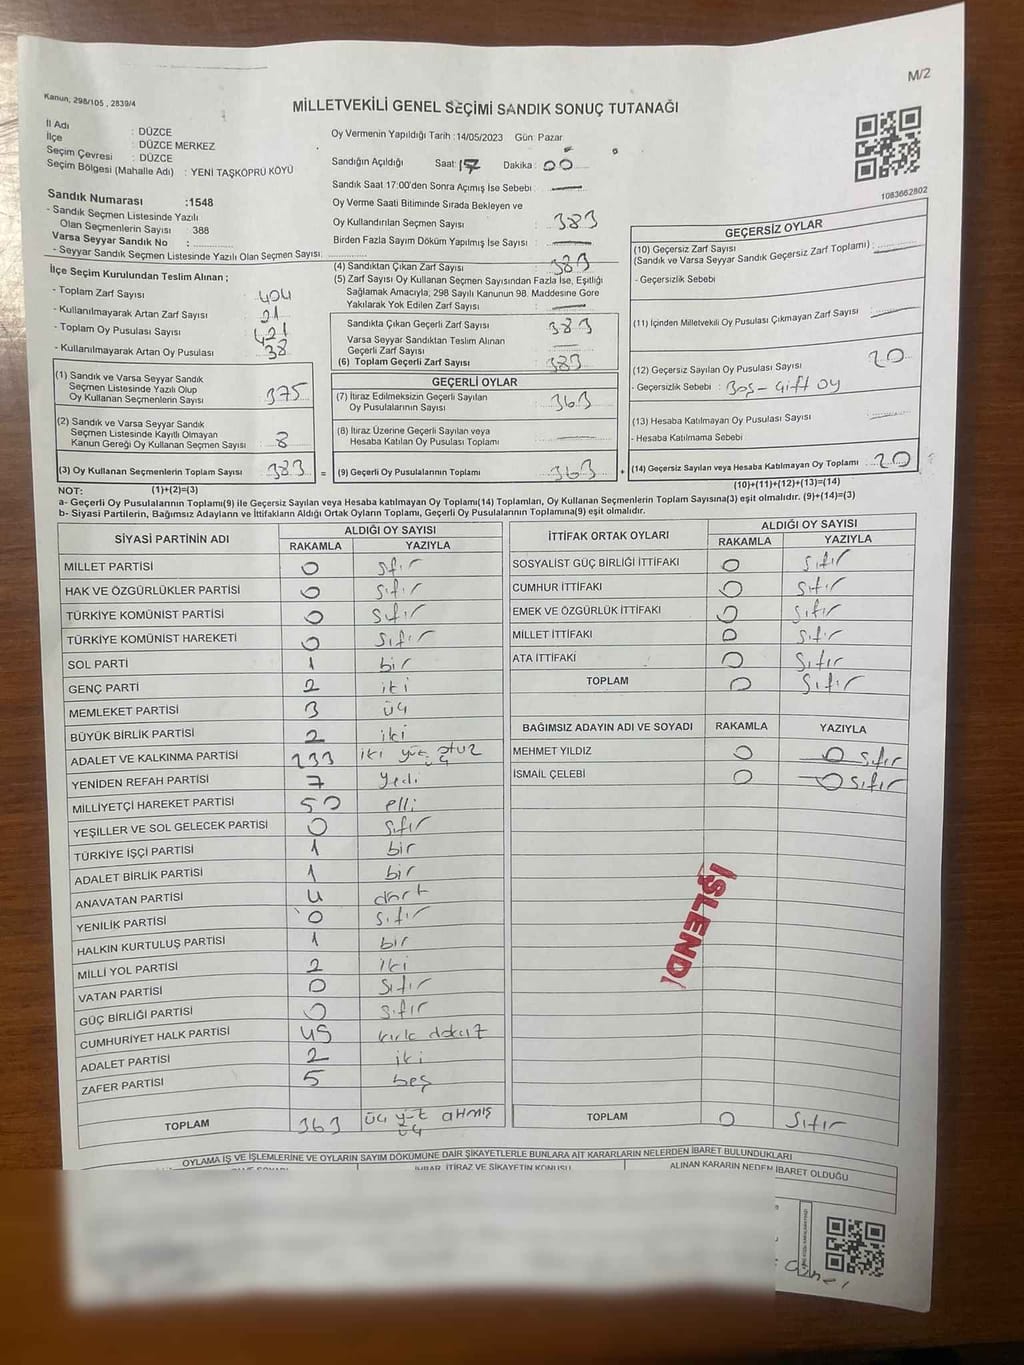 M/2
Kanun, 298/105 , 2839/4
MİLLETVEKİLİ GENEL SEÇİMİ SANDIK SONUÇ TUTANAĞI
İl Adı : DÜZCE
İlçe : DÜZCE MERKEZ
Seçim Çevresi : DÜZCE
Seçim Bölgesi (Mahalle Adı) : YENİ TAŞKÖPRÜ KÖYÜ
Sandık Numarası :1548
- Sandık Seçmen Listesinde Yazılı
Olan Seçmenlerin Sayısı : 388
Varsa Seyyar Sandık No :
- Seyyar Sandık Seçmen Listesinde Yazılı Olan Seçmen Sayısı :
Oy Vermenin Yapıldığı Tarih :14/05/2023 Gün Pazar
Sandığın Açıldığı Saat: 17 Dakika : 00
Sandık Saat 17:00'den Sonra Açımış İse Sebebi :
Oy Verme Saati Bitiminde Sırada Bekleyen ve
Oy Kullandırılan Seçmen Sayısı : 383
Birden Fazla Sayım Döküm Yapılmış İse Sayısı :
1083662802
İlçe Seçim Kurulundan Teslim Alınan ;
- Toplam Zarf Sayısı : 404
- Kullanılmayarak Artan Zarf Sayısı : 21
- Toplam Oy Pusulası Sayısı : 421
- Kullanılmayarak Artan Oy Pusulası : 38
(1) Sandık ve Varsa Seyyar Sandık
Seçmen Listesinde Yazılı Olup
Oy Kullanan Seçmenlerin Sayısı : 375
(2) Sandık ve Varsa Seyyar Sandık
Seçmen Listesinde Kayıtlı Olmayan
Kanun Gereği Oy Kullanan Seçmen Sayısı : 8
(3) Oy Kullanan Seçmenlerin Toplam Sayısı : 383 =
(4) Sandıktan Çıkan Zarf Sayısı : 383
(5) Zarf Sayısı Oy Kullanan Seçmen Sayısından Fazla İse, Eşitliği
Sağlamak Amacıyla; 298 Sayılı Kanunun 98. Maddesine Göre
Yakılarak Yok Edilen Zarf Sayısı :
Sandıkta Çıkan Geçerli Zarf Sayısı : 383
Varsa Seyyar Sandıktan Teslim Alınan
Geçerli Zarf Sayısı :
(6) Toplam Geçerli Zarf Sayısı : 383
GEÇERLİ OYLAR
(7) İtiraz Edilmeksizin Geçerli Sayılan
Oy Pusulalarının Sayısı : 363
(8) İtiraz Üzerine Geçerli Sayılan veya
Hesaba Katılan Oy Pusulası Toplamı :
(9) Geçerli Oy Pusulalarının Toplamı : 363 +
GEÇERSİZ OYLAR
(10) Geçersiz Zarf Sayısı :
(Sandık ve Varsa Seyyar Sandık Geçersiz Zarf Toplamı)
- Geçersizlik Sebebi
(11) İçinden Milletvekili Oy Pusulası Çıkmayan Zarf Sayısı :
(12) Geçersiz Sayılan Oy Pusulası Sayısı : 20
- Geçersizlik Sebebi : Boş - Çift oy
(13) Hesaba Katılmayan Oy Pusulası Sayısı :
- Hesaba Katılmama Sebebi
(14) Geçersiz Sayılan veya Hesaba Katılmayan Oy Toplamı : 20
NOT: (1)+(2)=(3) (10)+(11)+(12)+(13)=(14)
a- Geçerli Oy Pusulalarının Toplamı(9) ile Geçersiz Sayılan veya Hesaba katılmayan Oy Toplamı(14) Toplamları, Oy Kullanan Seçmenlerin Toplam Sayısına(3) eşit olmalıdır. (9)+(14)=(3)
b- Siyasi Partilerin, Bağımsız Adayların ve İttifakların Aldığı Ortak Oyların Toplamı, Geçerli Oy Pusulalarının Toplamına(9) eşit olmalıdır.
SİYASİ PARTİNİN ADI ALDIĞI OY SAYISI
RAKAMLA YAZIYLA
MİLLET PARTİSİ 0 sıfır
HAK VE ÖZGÜRLÜKLER PARTİSİ 0 sıfır
TÜRKİYE KOMÜNİST PARTİSİ 0 sıfır
TÜRKİYE KOMÜNİST HAREKETİ 0 sıfır
SOL PARTİ 1 bir
GENÇ PARTİ 2 iki
MEMLEKET PARTİSİ 3 üç
BÜYÜK BİRLİK PARTİSİ 2 iki
ADALET VE KALKINMA PARTİSİ 233 iki yüz otuz üç
YENİDEN REFAH PARTİSİ 7 yedi
MİLLİYETÇİ HAREKET PARTİSİ 50 elli
YEŞİLLER VE SOL GELECEK PARTİSİ 0 sıfır
TÜRKİYE İŞÇİ PARTİSİ 1 bir
ADALET BİRLİK PARTİSİ 1 bir
ANAVATAN PARTİSİ 4 dört
YENİLİK PARTİSİ 0 sıfır
HALKIN KURTULUŞ PARTİSİ 1 bir
MİLLİ YOL PARTİSİ 2 iki
VATAN PARTİSİ 0 sıfır
GÜÇ BİRLİĞİ PARTİSİ 0 sıfır
CUMHURİYET HALK PARTİSİ 49 kırk dokuz
ADALET PARTİSİ 2 iki
ZAFER PARTİSİ 5 beş
TOPLAM 363 üç yüz altmış üç
İTTİFAK ORTAK OYLARI ALDIĞI OY SAYISI
RAKAMLA YAZIYLA
SOSYALİST GÜÇ BİRLİĞİ İTTİFAKI 0 sıfır
CUMHUR İTTİFAKI 0 sıfır
EMEK VE ÖZGÜRLÜK İTTİFAKI 0 sıfır
MİLLET İTTİFAKI 0 sıfır
ATA İTTİFAKI 0 sıfır
TOPLAM 0 sıfır
BAĞIMSIZ ADAYIN ADI VE SOYADI RAKAMLA YAZIYLA
MEHMET YILDIZ 0 0 sıfır
İSMAİL ÇELEBİ 0 0 sıfır
İŞLENDİ
TOPLAM 0 sıfır
OYLAMA İŞ VE İŞLEMLERİNE VE OYLARIN SAYIM DÖKÜMÜNE DAİR ŞİKAYETLERLE BUNLARA AİT KARARLARIN NELERDEN İBARET BULUNDUKLARI
İHBAR, İTİRAZ VE ŞİKAYETİN KONUSU
ALINAN KARARIN NEDEN İBARET OLDUĞU